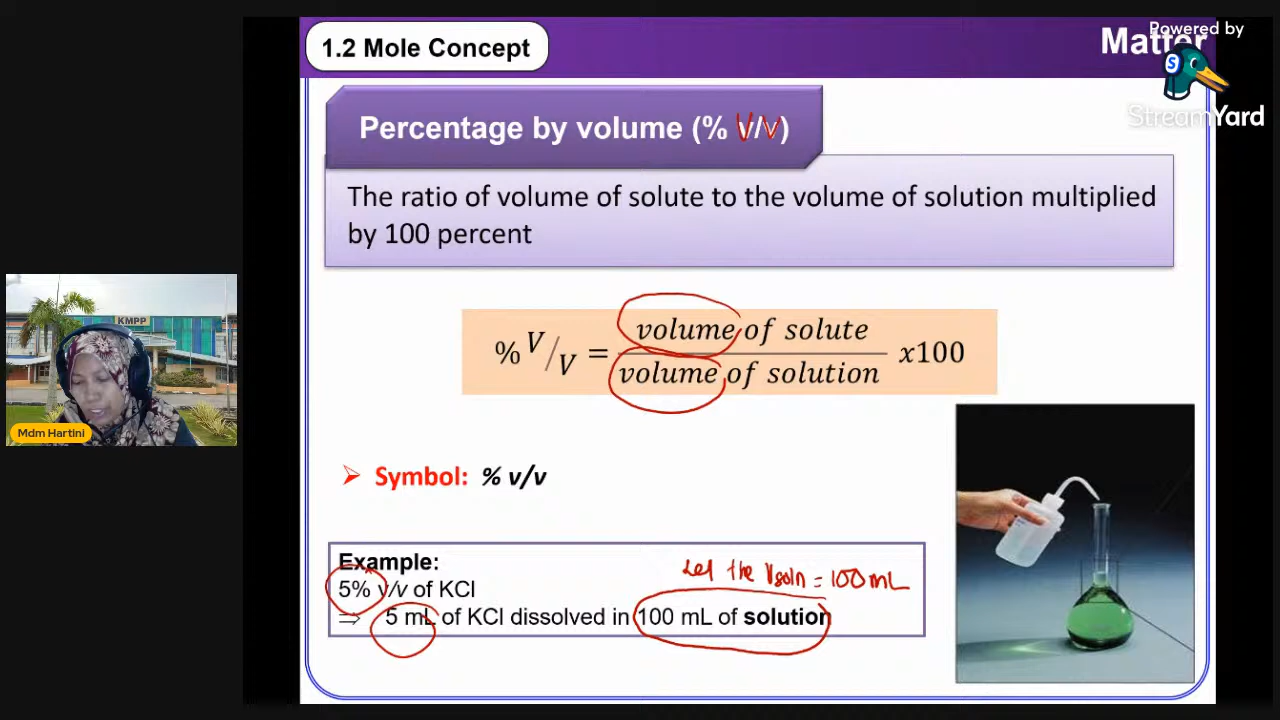 1.2 Mole Concept
Matter
Powered by
StreamYard
Percentage by volume (% v/v)
The ratio of volume of solute to the volume of solution multiplied
by 100 percent
% V/V = volume of solute / volume of solution x100
KMPP
Mdm Hartini
➤ Symbol: % v/v
Example:
5% v/v of KCl
let the Vsoln = 100 mL
⇒ 5 mL of KCl dissolved in 100 mL of solution